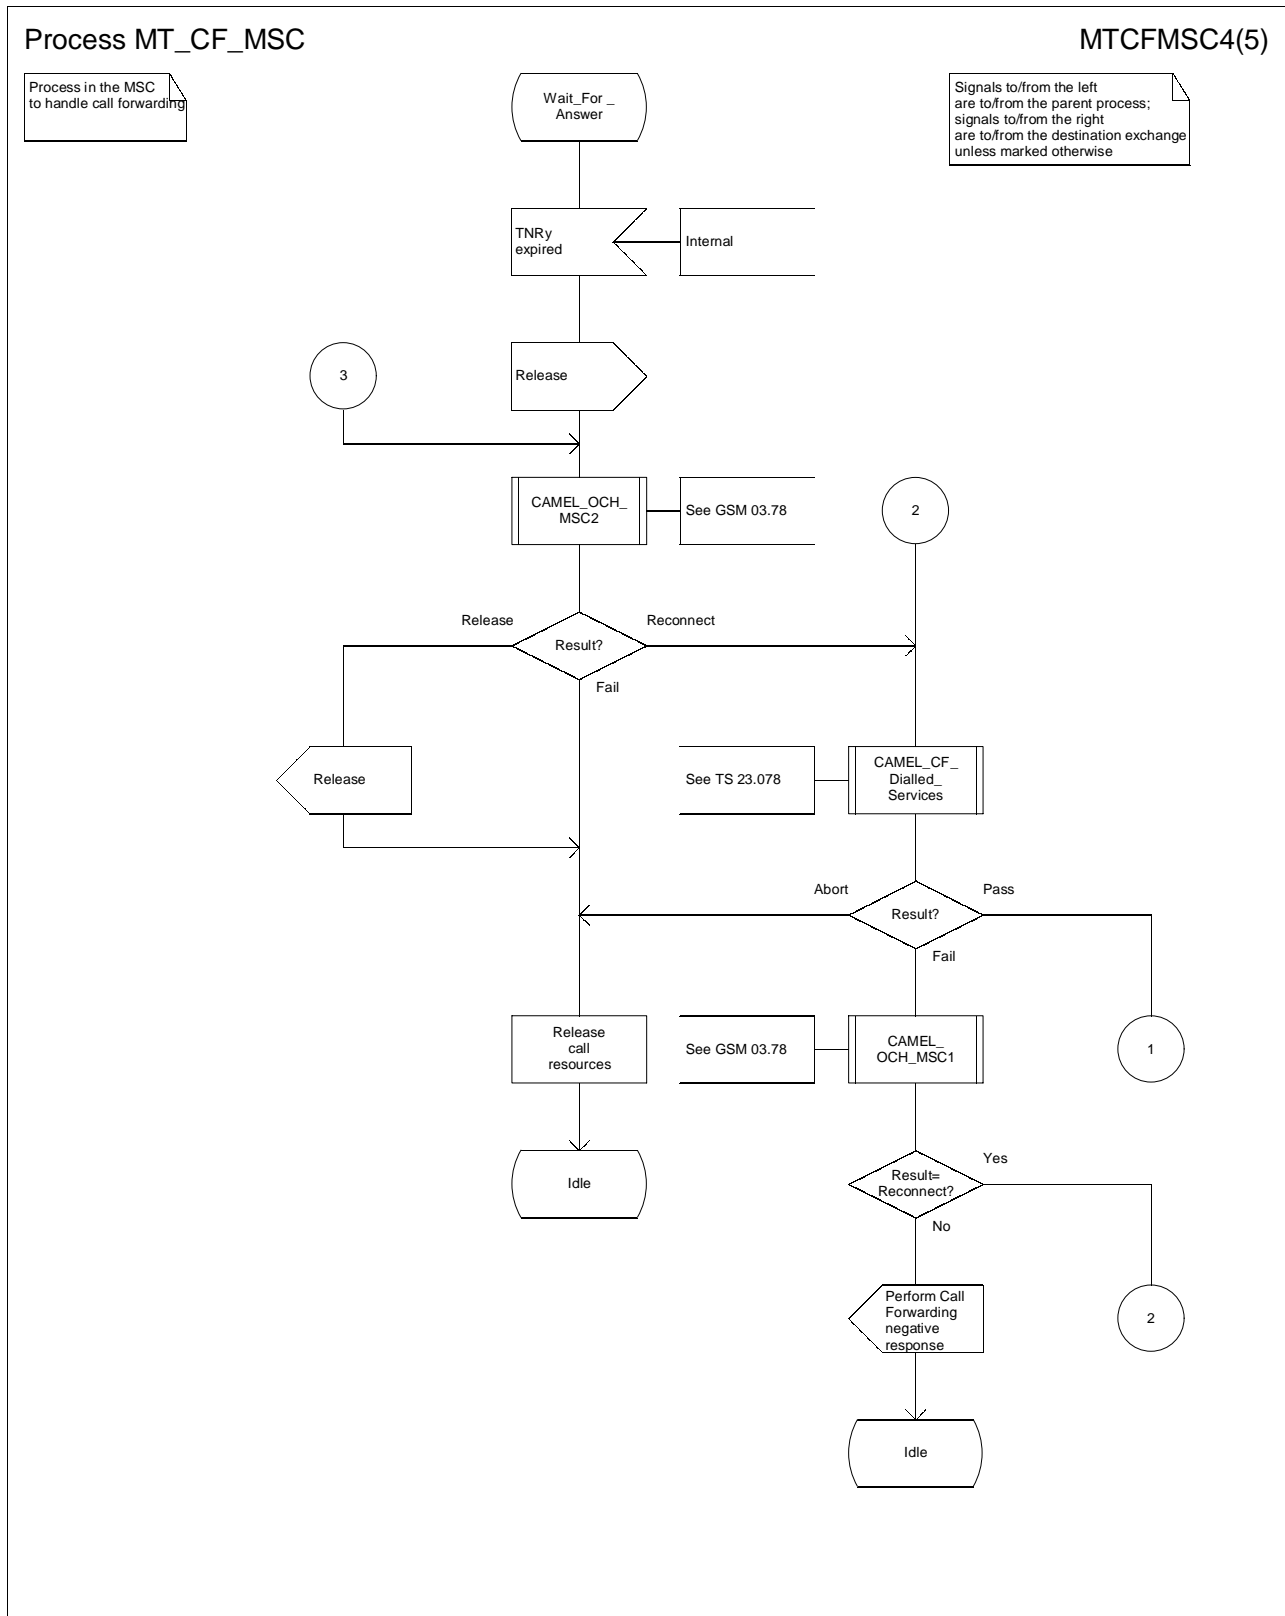 Process MT_CF_MSC
MTCFMSC4(5)
Process in the MSC
to handle call forwarding
Signals to/from the left
are to/from the parent process;
signals to/from the right
are to/from the destination exchange
unless marked otherwise
Wait_For _
Answer
TNRy
expired
Internal
3
Release
CAMEL_OCH_
MSC2
See GSM 03.78
2
Release
Result?
Reconnect
Fail
Release
See TS 23.078
CAMEL_CF_
Dialled_
Services
Abort
Result?
Pass
Fail
Release
call
resources
See GSM 03.78
CAMEL_
OCH_MSC1
1
Idle
Result=
Reconnect?
Yes
No
Perform Call
Forwarding
negative
response
2
Idle